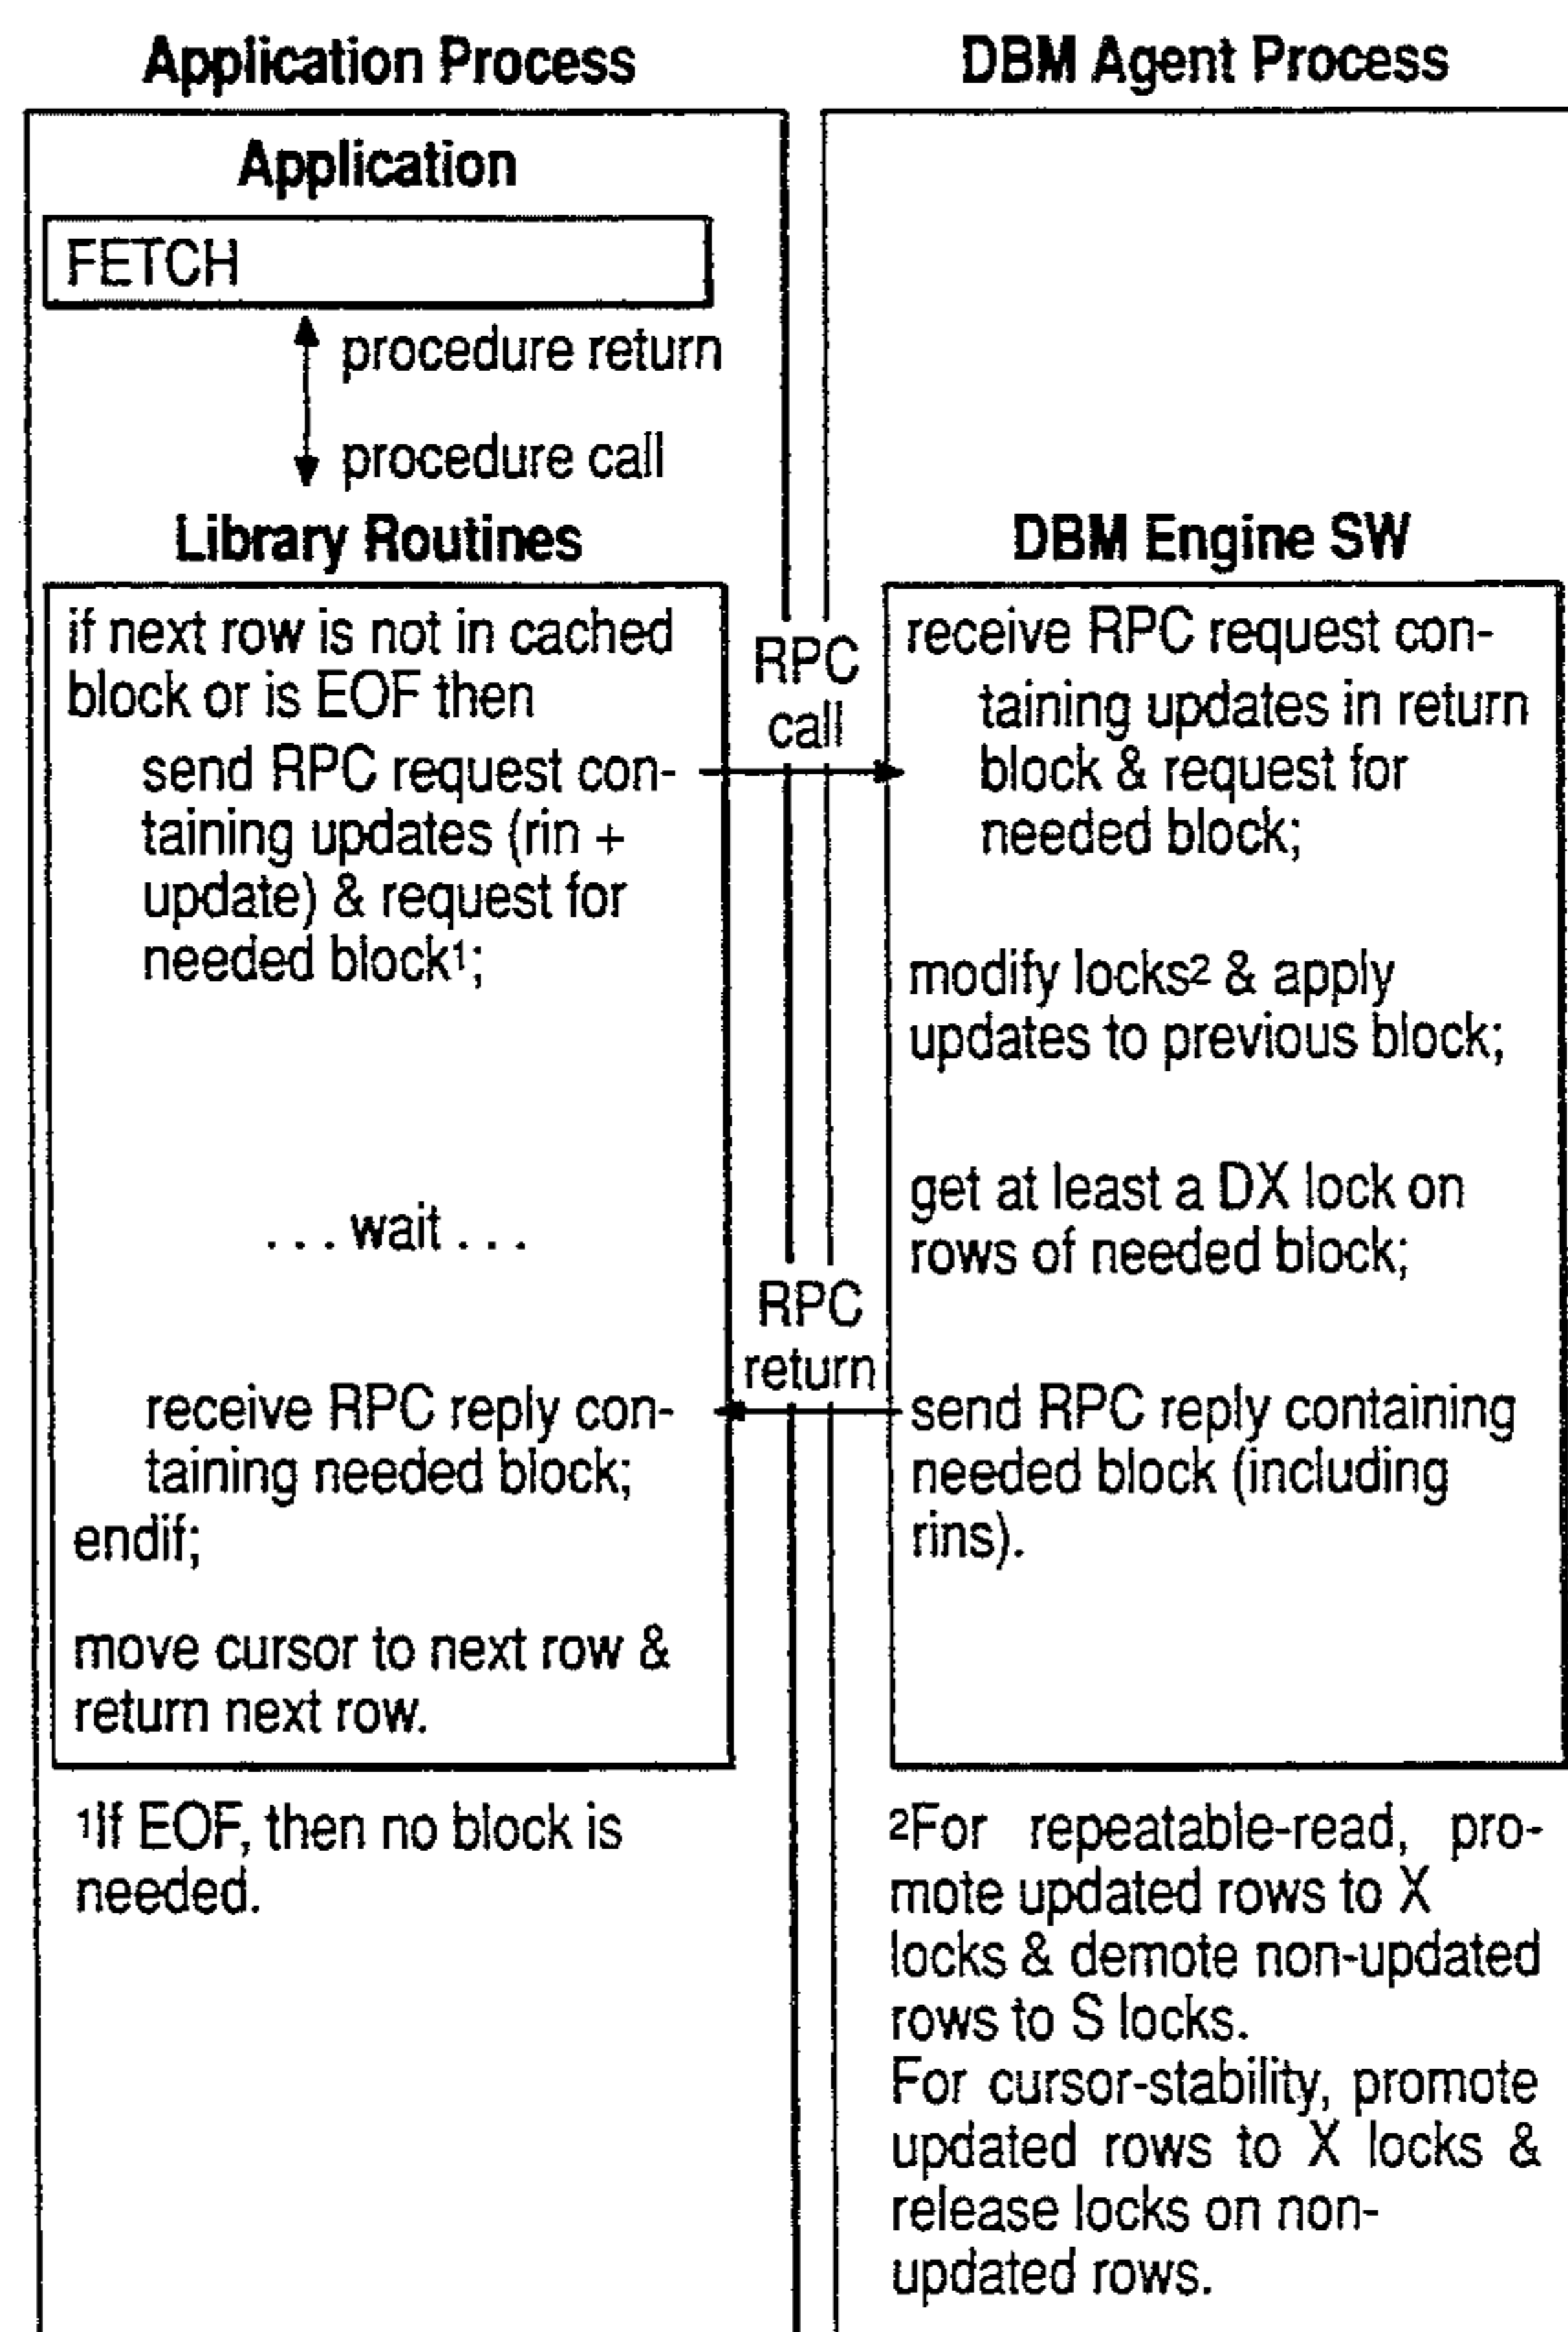 Application Process
DBM Agent Process
Application
FETCH
procedure return
procedure call
Library Routines
if next row is not in cached
block or is EOF then
send RPC request con-
taining updates (rin +
update) & request for
needed block¹;
. . . wait . . .
receive RPC reply con-
taining needed block;
endif;
move cursor to next row &
return next row.
¹If EOF, then no block is
needed.
RPC
call
RPC
return
DBM Engine SW
receive RPC request con-
taining updates in return
block & request for
needed block;
modify locks² & apply
updates to previous block;
get at least a DX lock on
rows of needed block;
send RPC reply containing
needed block (including
rins).
²For repeatable-read, pro-
mote updated rows to X
locks & demote non-updated
rows to S locks.
For cursor-stability, promote
updated rows to X locks &
release locks on non-
updated rows.